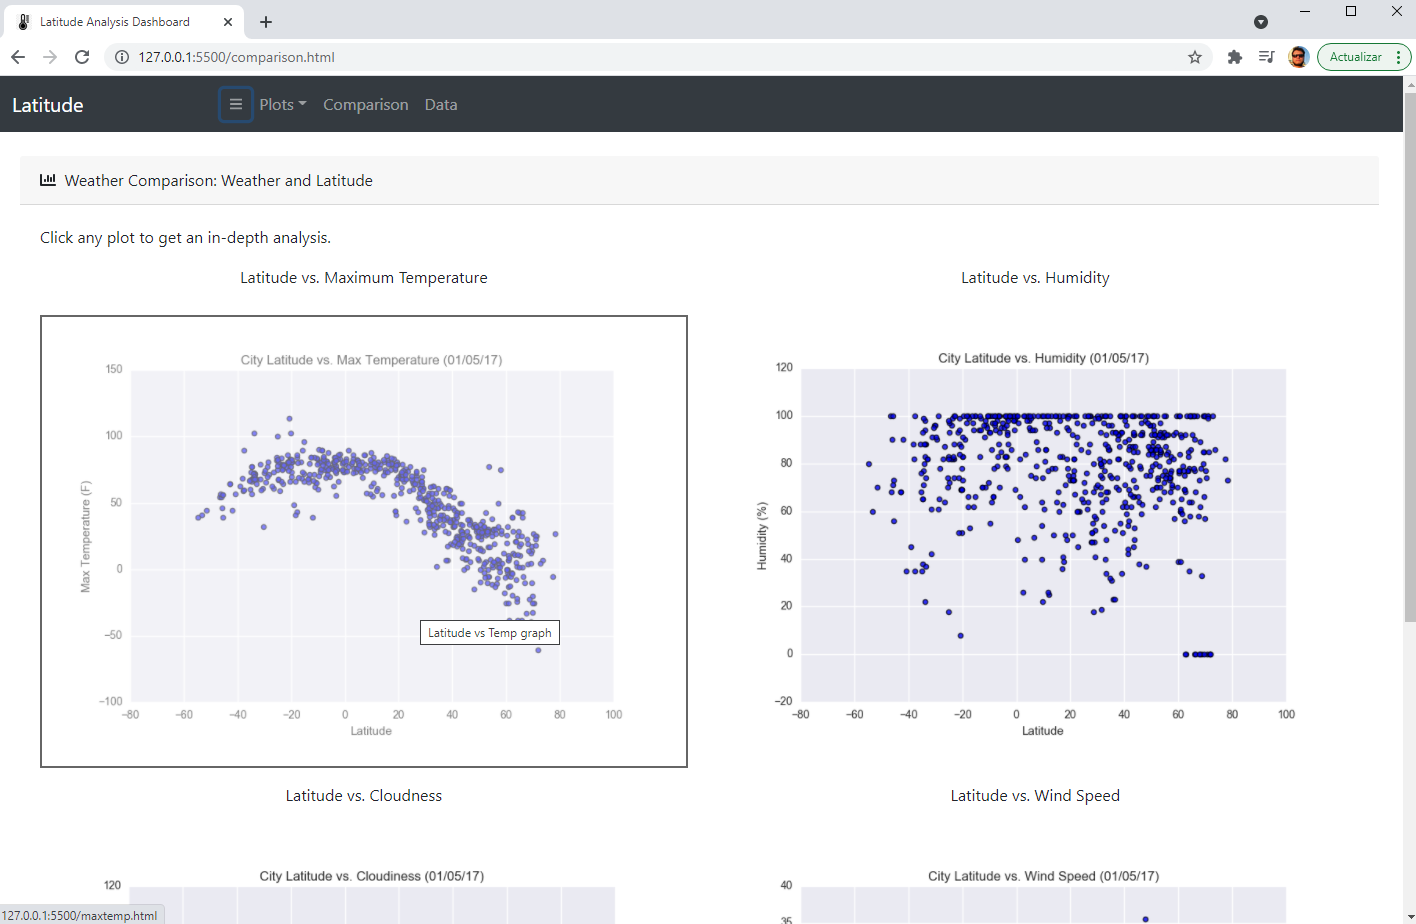 Latitude Analysis Dashboard
127.0.0.1:5500/comparison.html
Actualizar
Latitude
Plots
Comparison
Data
Weather Comparison: Weather and Latitude
Click any plot to get an in-depth analysis.
Latitude vs. Maximum Temperature
City Latitude vs. Max Temperature (01/05/17)
150
100
50
0
−50
−100
Max Temperature (F)
−80 −60 −40 −20 0 20 40 60 80 100
Latitude
Latitude vs Temp graph
Latitude vs. Humidity
City Latitude vs. Humidity (01/05/17)
120
100
80
60
40
20
0
−20
Humidity (%)
−80 −60 −40 −20 0 20 40 60 80 100
Latitude
Latitude vs. Cloudness
City Latitude vs. Cloudiness (01/05/17)
120
Latitude vs. Wind Speed
City Latitude vs. Wind Speed (01/05/17)
40
35
127.0.0.1:5500/maxtemp.html